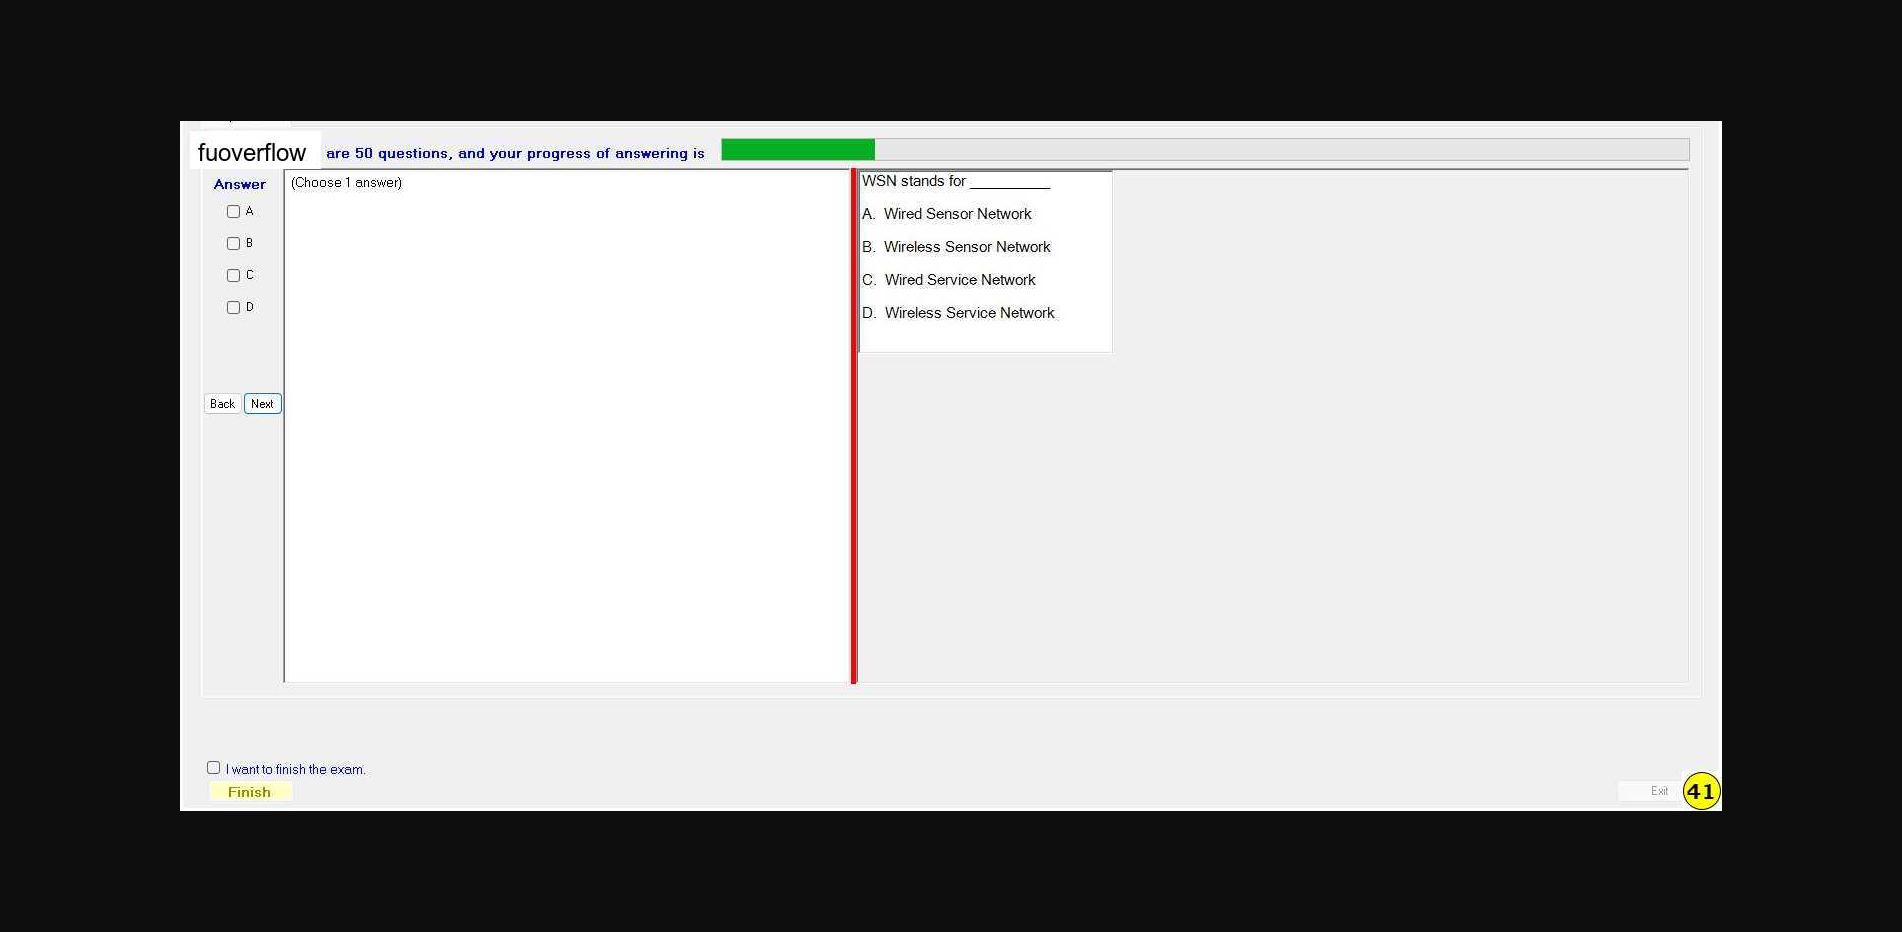 fuoverflow are 50 questions, and your progress of answering is
Answer
(Choose 1 answer)
A
B
C
D
Back Next
WSN stands for __________
A. Wired Sensor Network
B. Wireless Sensor Network
C. Wired Service Network
D. Wireless Service Network
I want to finish the exam.
Finish
Exit
41